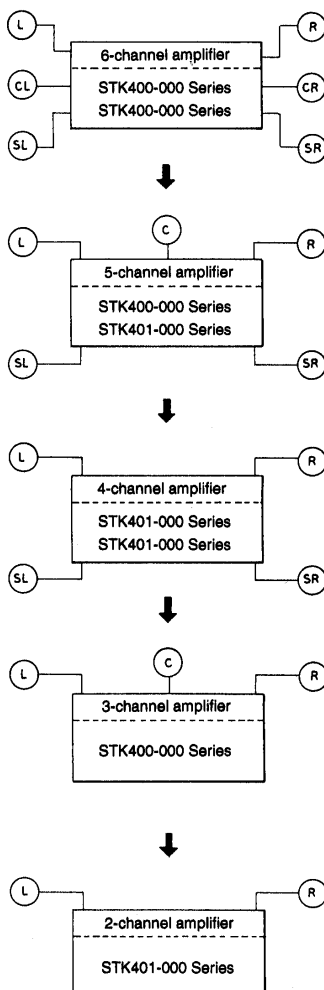 L
R
6-channel amplifier
CL
STK400-000 Series
CR
STK400-000 Series
SL
SR
C
L
R
5-channel amplifier
STK400-000 Series
STK401-000 Series
SL
SR
L
R
4-channel amplifier
STK401-000 Series
STK401-000 Series
SL
SR
C
L
R
3-channel amplifier
STK400-000 Series
L
R
2-channel amplifier
STK401-000 Series